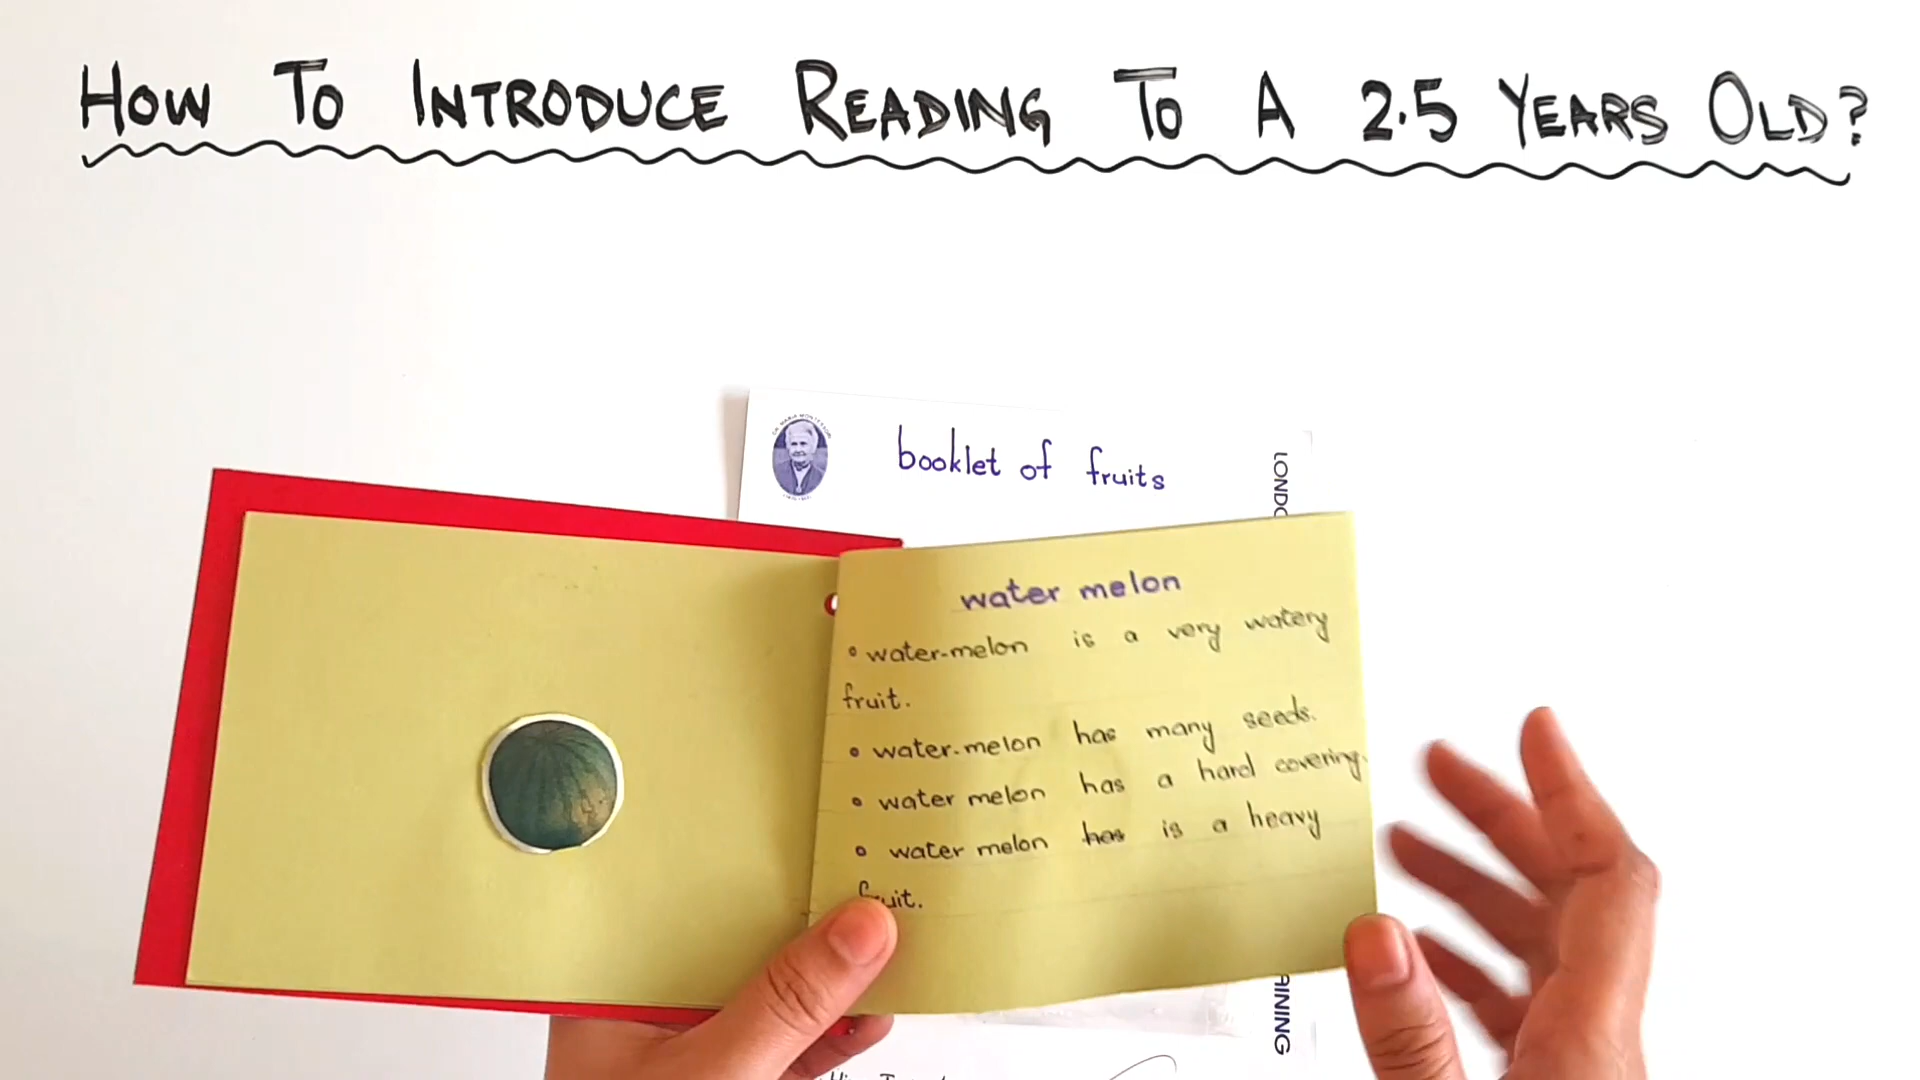 HOW TO INTRODUCE READING TO A 2.5 YEARS OLD?
booklet of fruits
water melon
• water-melon is a very watery
fruit.
• water-melon has many seeds.
• water melon has a hard covering.
• water melon has is a heavy
fruit.